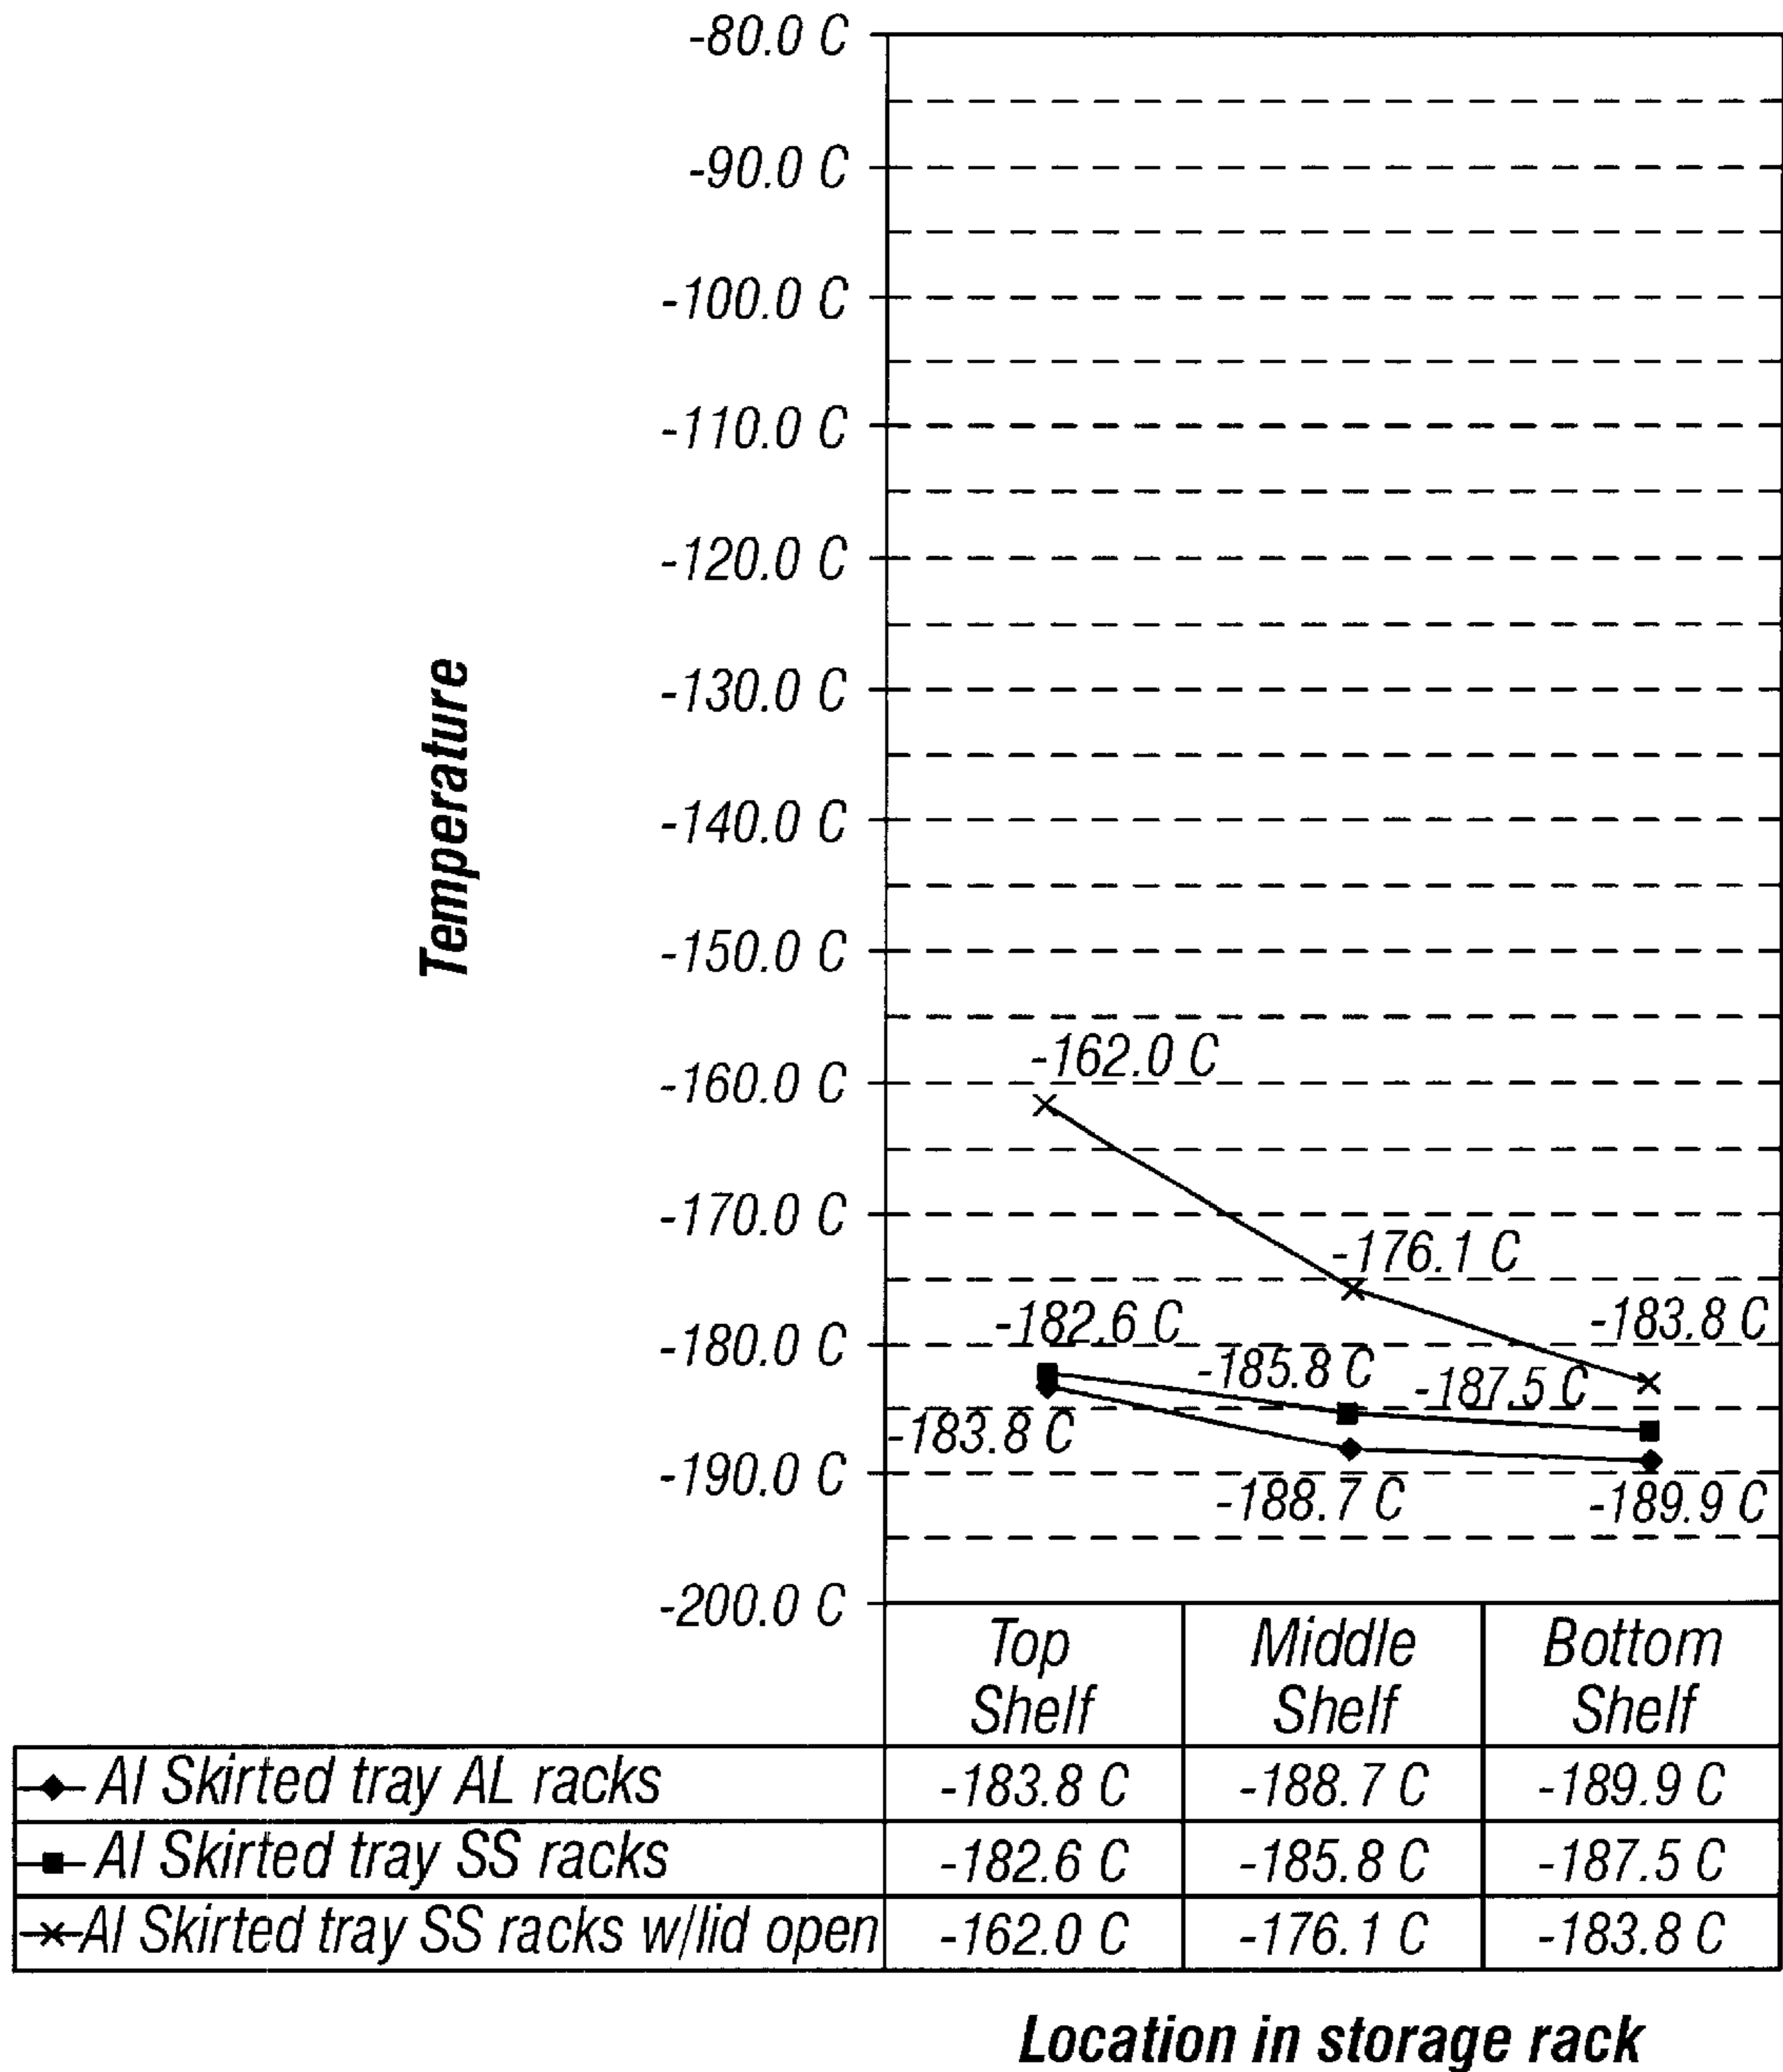 -80.0 C
-90.0 C
-100.0 C
-110.0 C
-120.0 C
-130.0 C
-140.0 C
-150.0 C
-160.0 C
-170.0 C
-180.0 C
-190.0 C
-200.0 C
Temperature
-162.0 C
-176.1 C
-183.8 C
-182.6 C
-185.8 C
-187.5 C
-183.8 C
-188.7 C
-189.9 C
Top
Shelf
Middle
Shelf
Bottom
Shelf
Al Skirted tray AL racks -183.8 C -188.7 C -189.9 C
Al Skirted tray SS racks -182.6 C -185.8 C -187.5 C
Al Skirted tray SS racks w/lid open -162.0 C -176.1 C -183.8 C
Location in storage rack